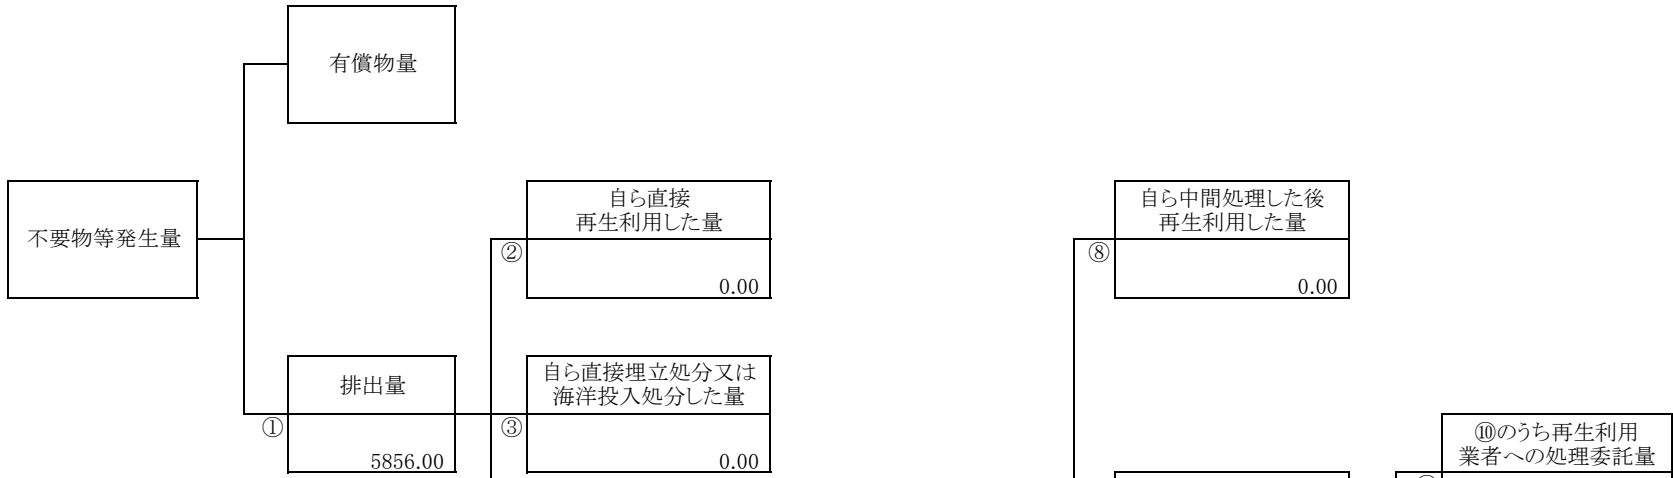 有償物量
不要物等発生量
自ら直接
再生利用した量
②
0.00
自ら中間処理した後
再生利用した量
⑧
0.00
排出量
①
5856.00
自ら直接埋立処分又は
海洋投入処分した量
③
0.00
⑩のうち再生利用
業者への処理委託量